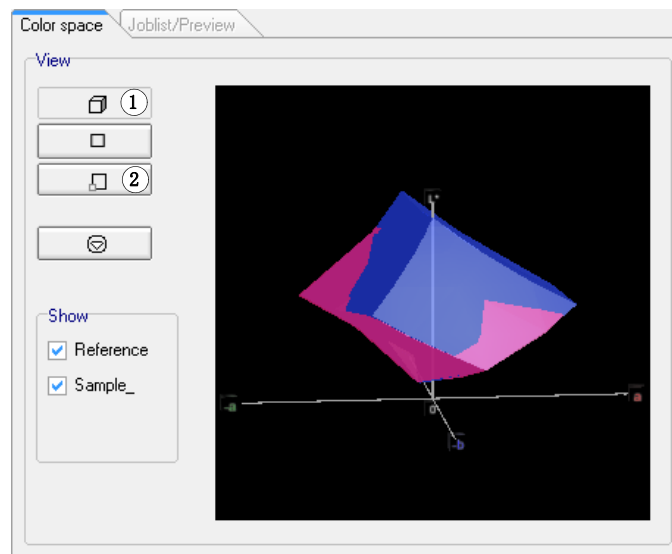 Color space Joblist/Preview
View
①
②
Show
Reference
Sample_
L*
-a
a
0
-b